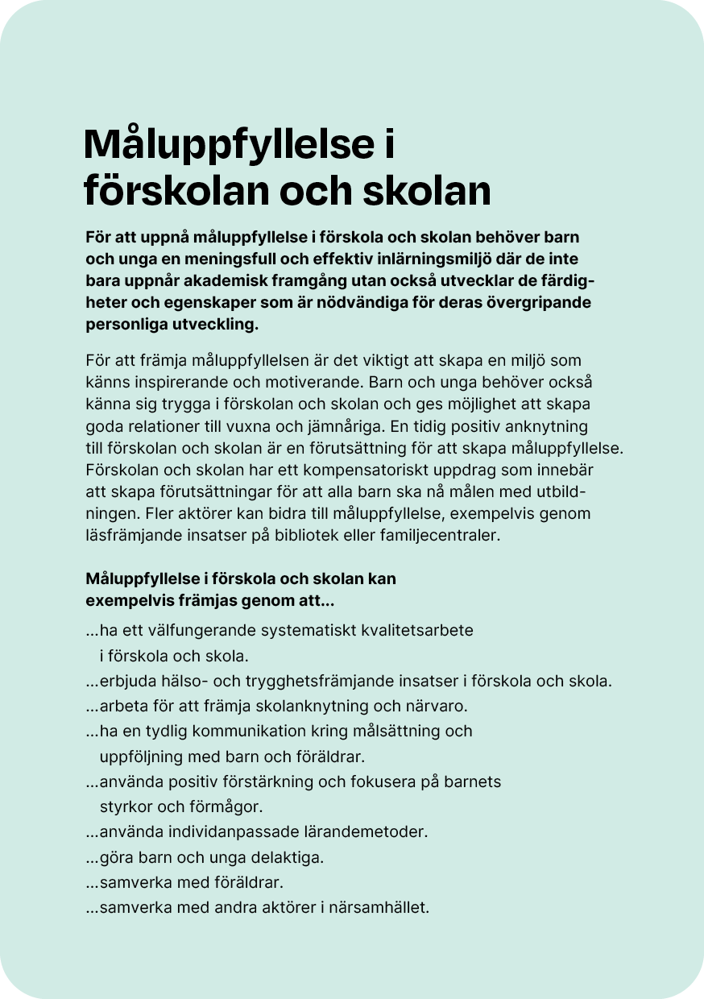 Måluppfyllelse i
förskolan och skolan
För att uppnå måluppfyllelse i förskola och skolan behöver barn
och unga en meningsfull och effektiv inlärningsmiljö där de inte
bara uppnår akademisk framgång utan också utvecklar de färdig-
heter och egenskaper som är nödvändiga för deras övergripande
personliga utveckling.
För att främja måluppfyllelsen är det viktigt att skapa en miljö som
känns inspirerande och motiverande. Barn och unga behöver också
känna sig trygga i förskolan och skolan och ges möjlighet att skapa
goda relationer till vuxna och jämnåriga. En tidig positiv anknytning
till förskolan och skolan är en förutsättning för att skapa måluppfyllelse.
Förskolan och skolan har ett kompensatoriskt uppdrag som innebär
att skapa förutsättningar för att alla barn ska nå målen med utbild-
ningen. Fler aktörer kan bidra till måluppfyllelse, exempelvis genom
läsfrämjande insatser på bibliotek eller familjecentraler.
Måluppfyllelse i förskola och skolan kan
exempelvis främjas genom att...
...ha ett välfungerande systematiskt kvalitetsarbete
i förskola och skola.
...erbjuda hälso- och trygghetsfrämjande insatser i förskola och skola.
...arbeta för att främja skolanknytning och närvaro.
...ha en tydlig kommunikation kring målsättning och
uppföljning med barn och föräldrar.
...använda positiv förstärkning och fokusera på barnets
styrkor och förmågor.
...använda individanpassade lärandemetoder.
...göra barn och unga delaktiga.
...samverka med föräldrar.
...samverka med andra aktörer i närsamhället.